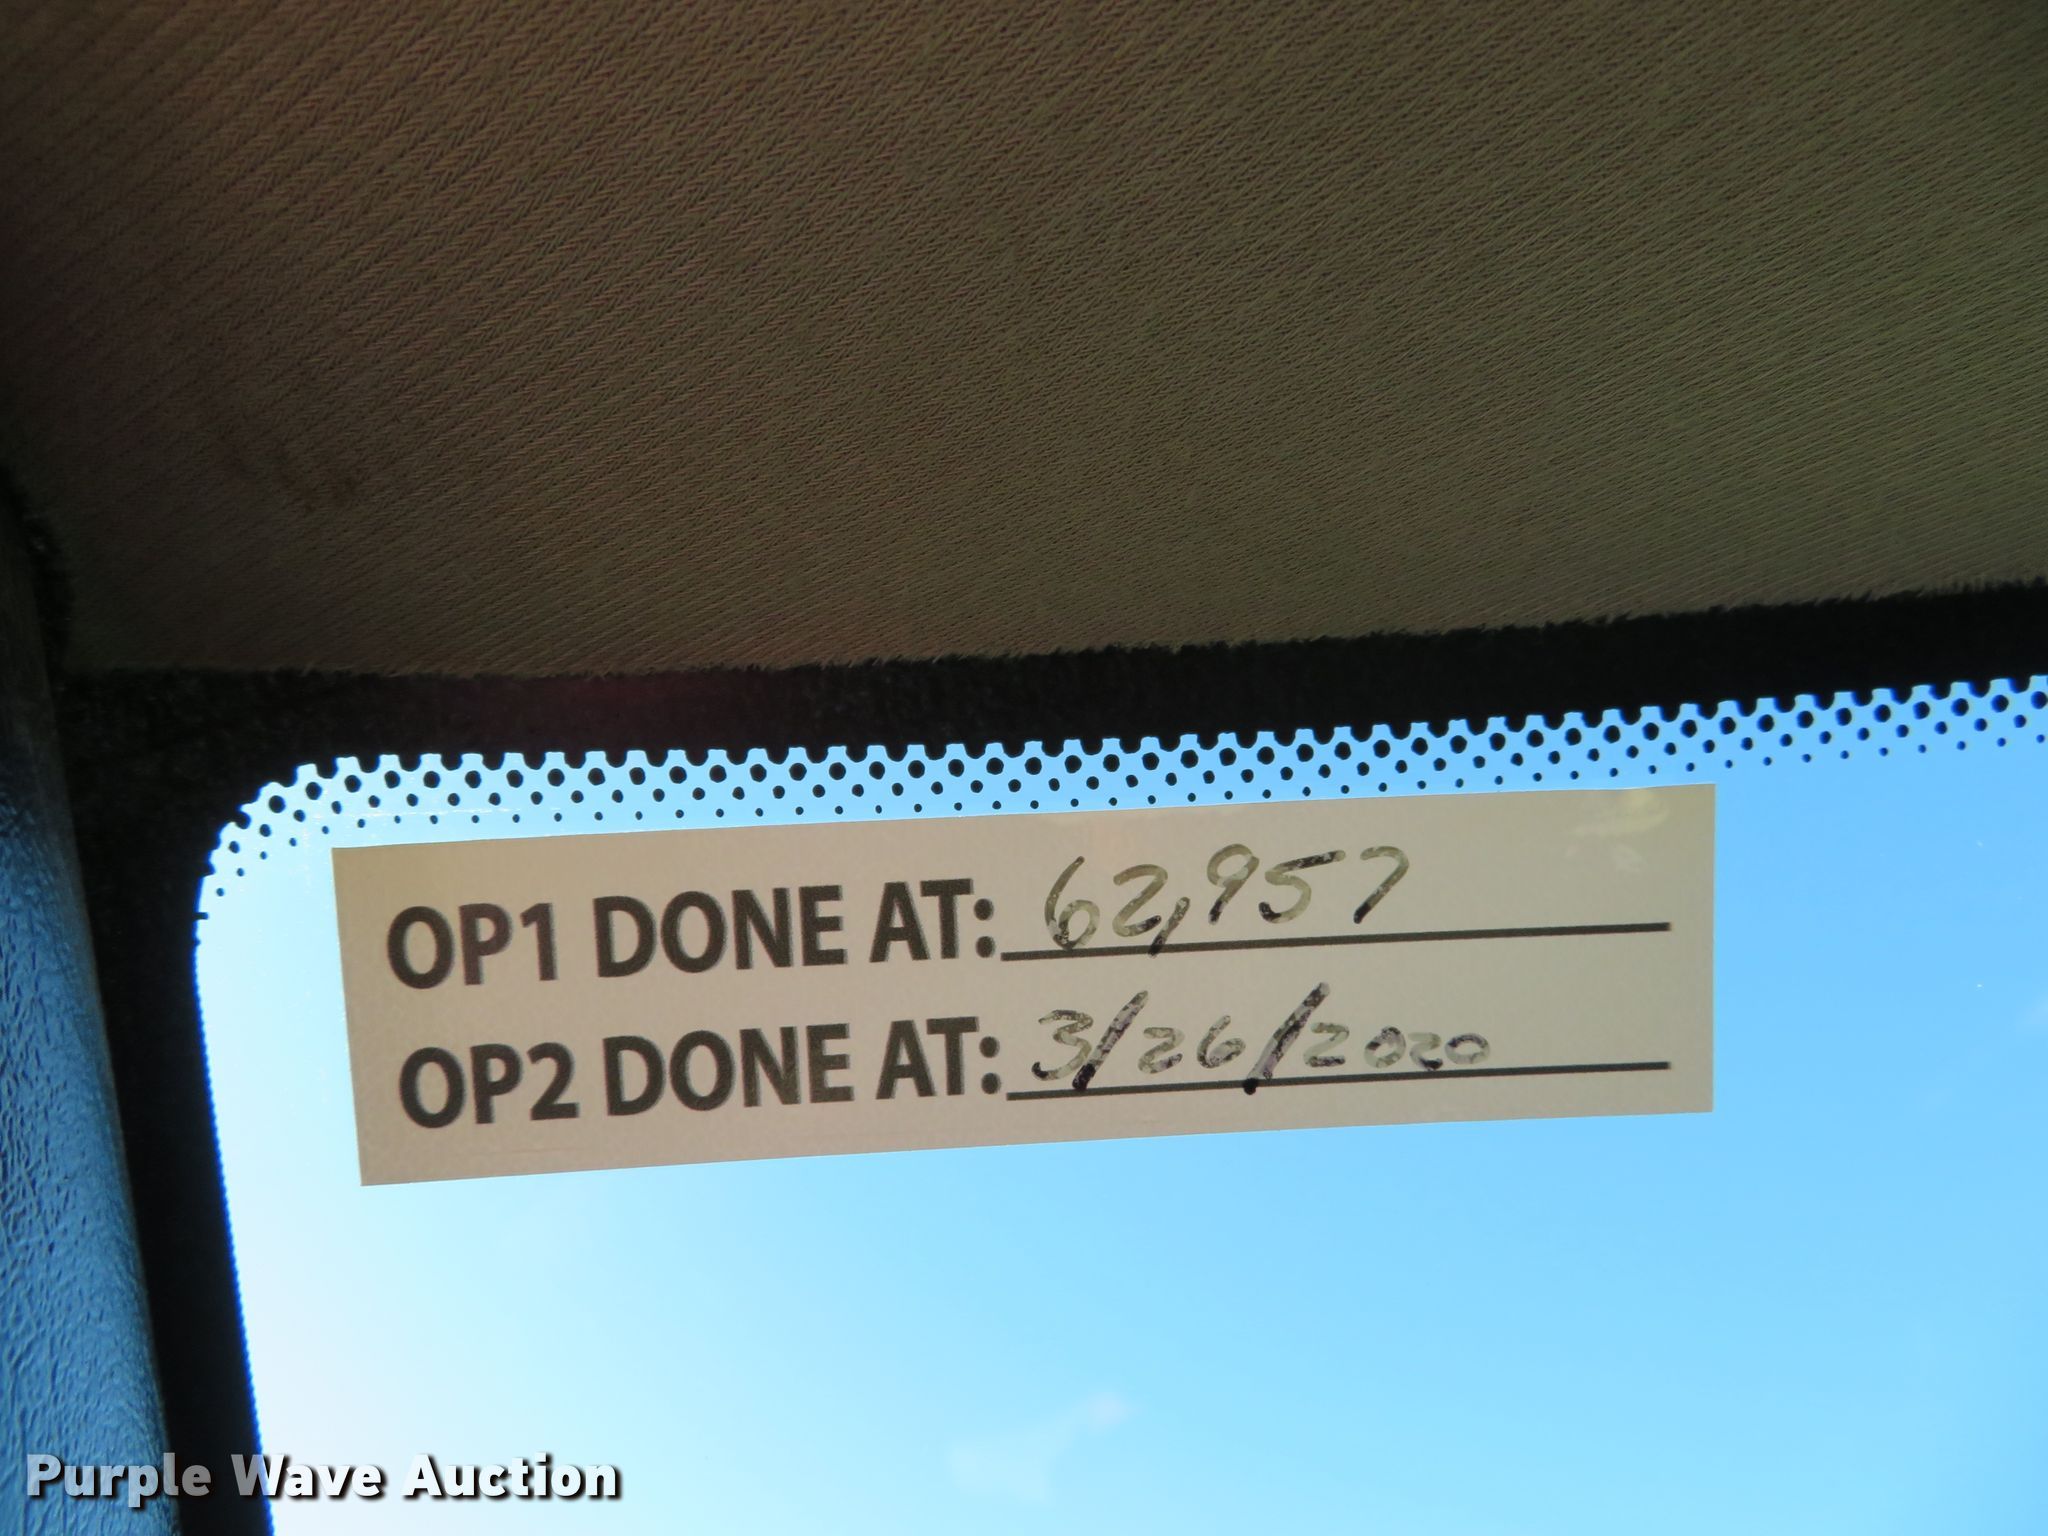 OP1 DONE AT: 62,957
OP2 DONE AT: 3/26/2020
Purple Wave Auction